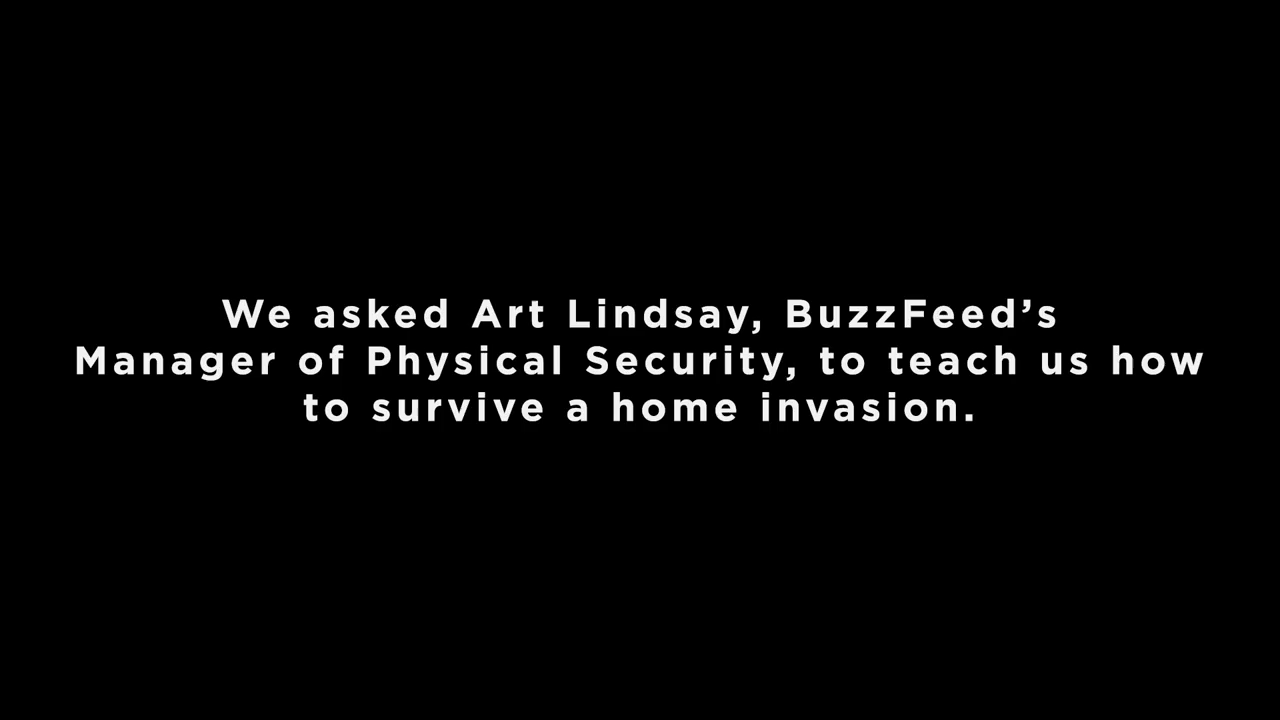 We asked Art Lindsay, BuzzFeed’s
Manager of Physical Security, to teach us how
to survive a home invasion.